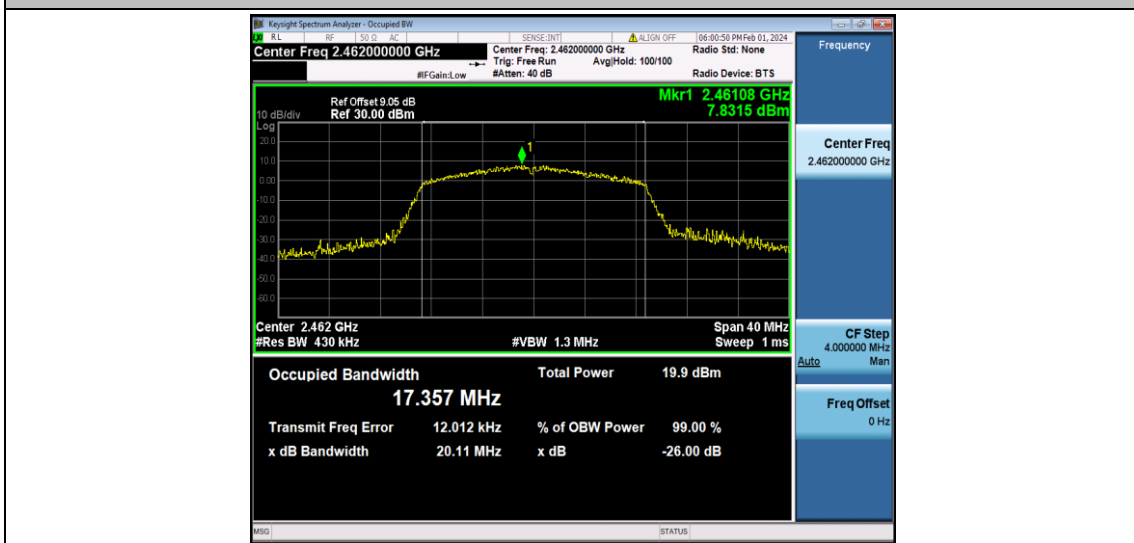 Keysight Spectrum Analyzer - Occupied BW
RL RF 50 Ω AC SENSE:INT ALIGN OFF 06:00:50 PM Feb 01, 2024
Center Freq 2.462000000 GHz
Center Freq: 2.462000000 GHz
Radio Std: None
Trig: Free Run Avg|Hold: 100/100
#IFGain:Low #Atten: 40 dB Radio Device: BTS
Frequency
Mkr1 2.46108 GHz
7.8315 dBm
Ref Offset 9.05 dB
10 dB/div Ref 30.00 dBm
Log
20.0
10.0
0.00
-10.0
-20.0
-30.0
-40.0
-50.0
-60.0
1
Center 2.462 GHz Span 40 MHz
#Res BW 430 kHz #VBW 1.3 MHz Sweep 1 ms
Occupied Bandwidth Total Power 19.9 dBm
17.357 MHz
Transmit Freq Error 12.012 kHz % of OBW Power 99.00 %
x dB Bandwidth 20.11 MHz x dB -26.00 dB
Center Freq
2.462000000 GHz
CF Step
4.000000 MHz
Auto Man
Freq Offset
0 Hz
MSG STATUS